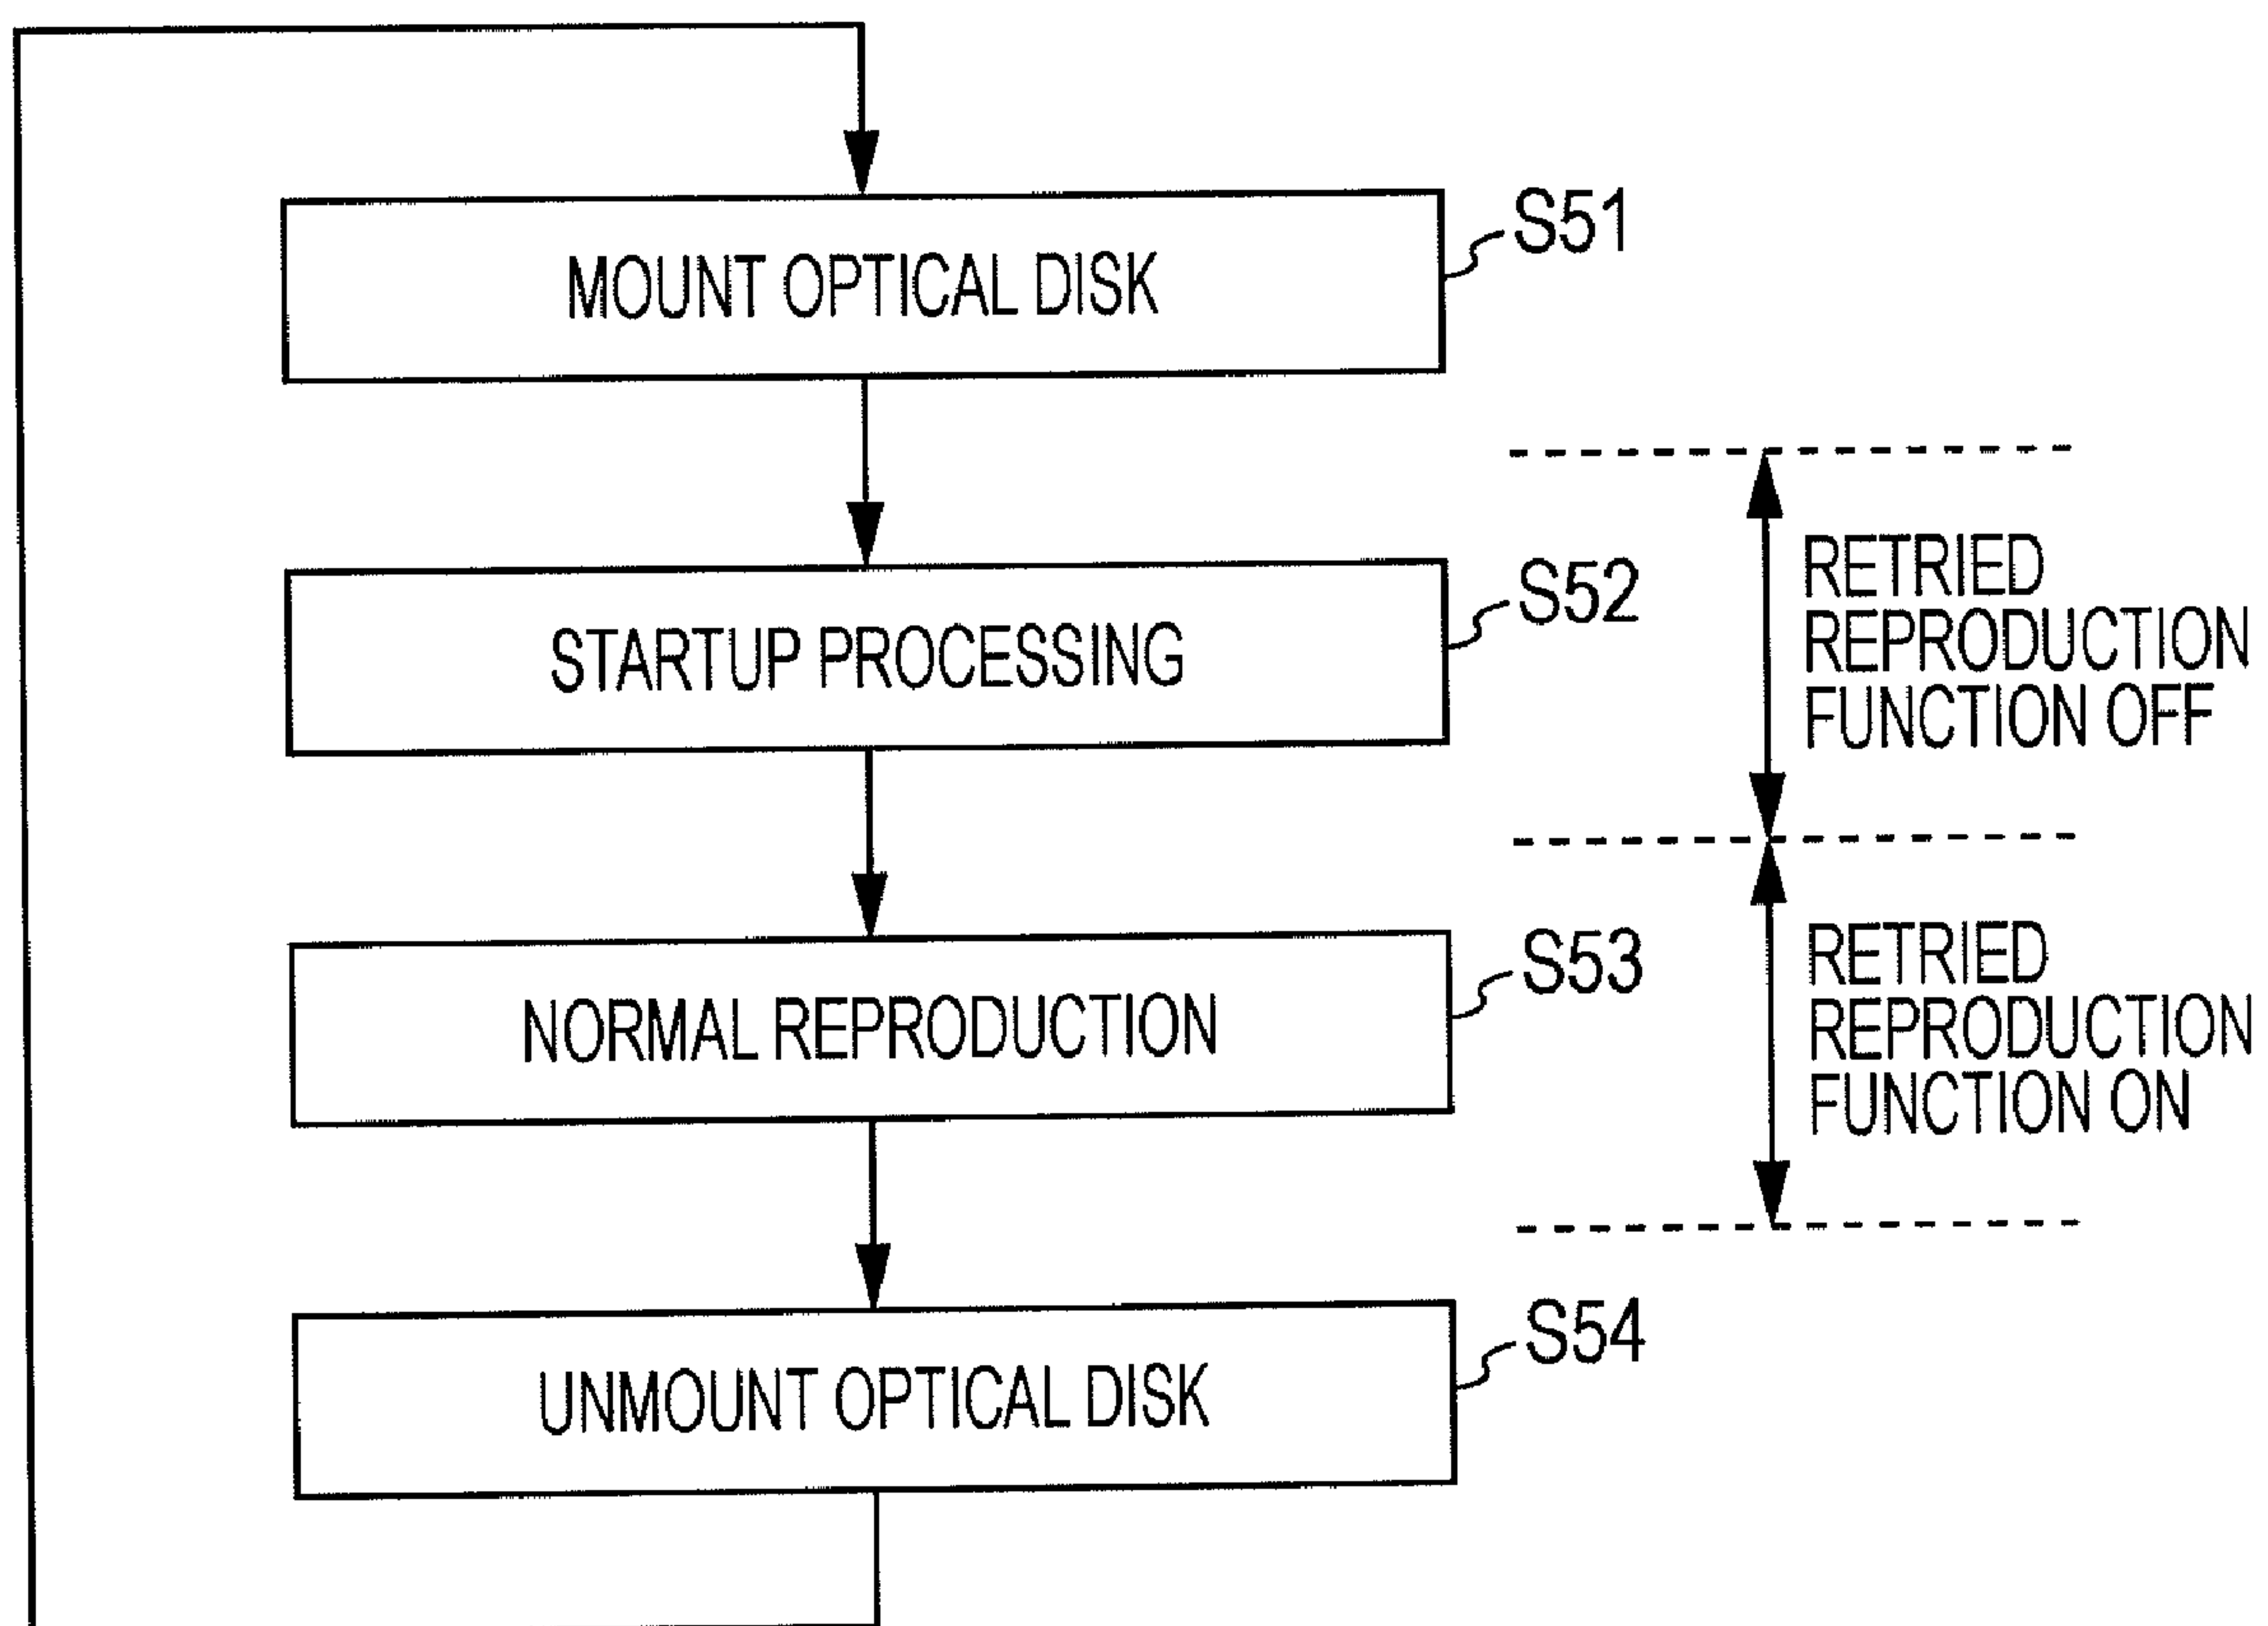 MOUNT OPTICAL DISK
S51
STARTUP PROCESSING
S52
RETRIED
REPRODUCTION
FUNCTION OFF
NORMAL REPRODUCTION
S53
RETRIED
REPRODUCTION
FUNCTION ON
UNMOUNT OPTICAL DISK
S54